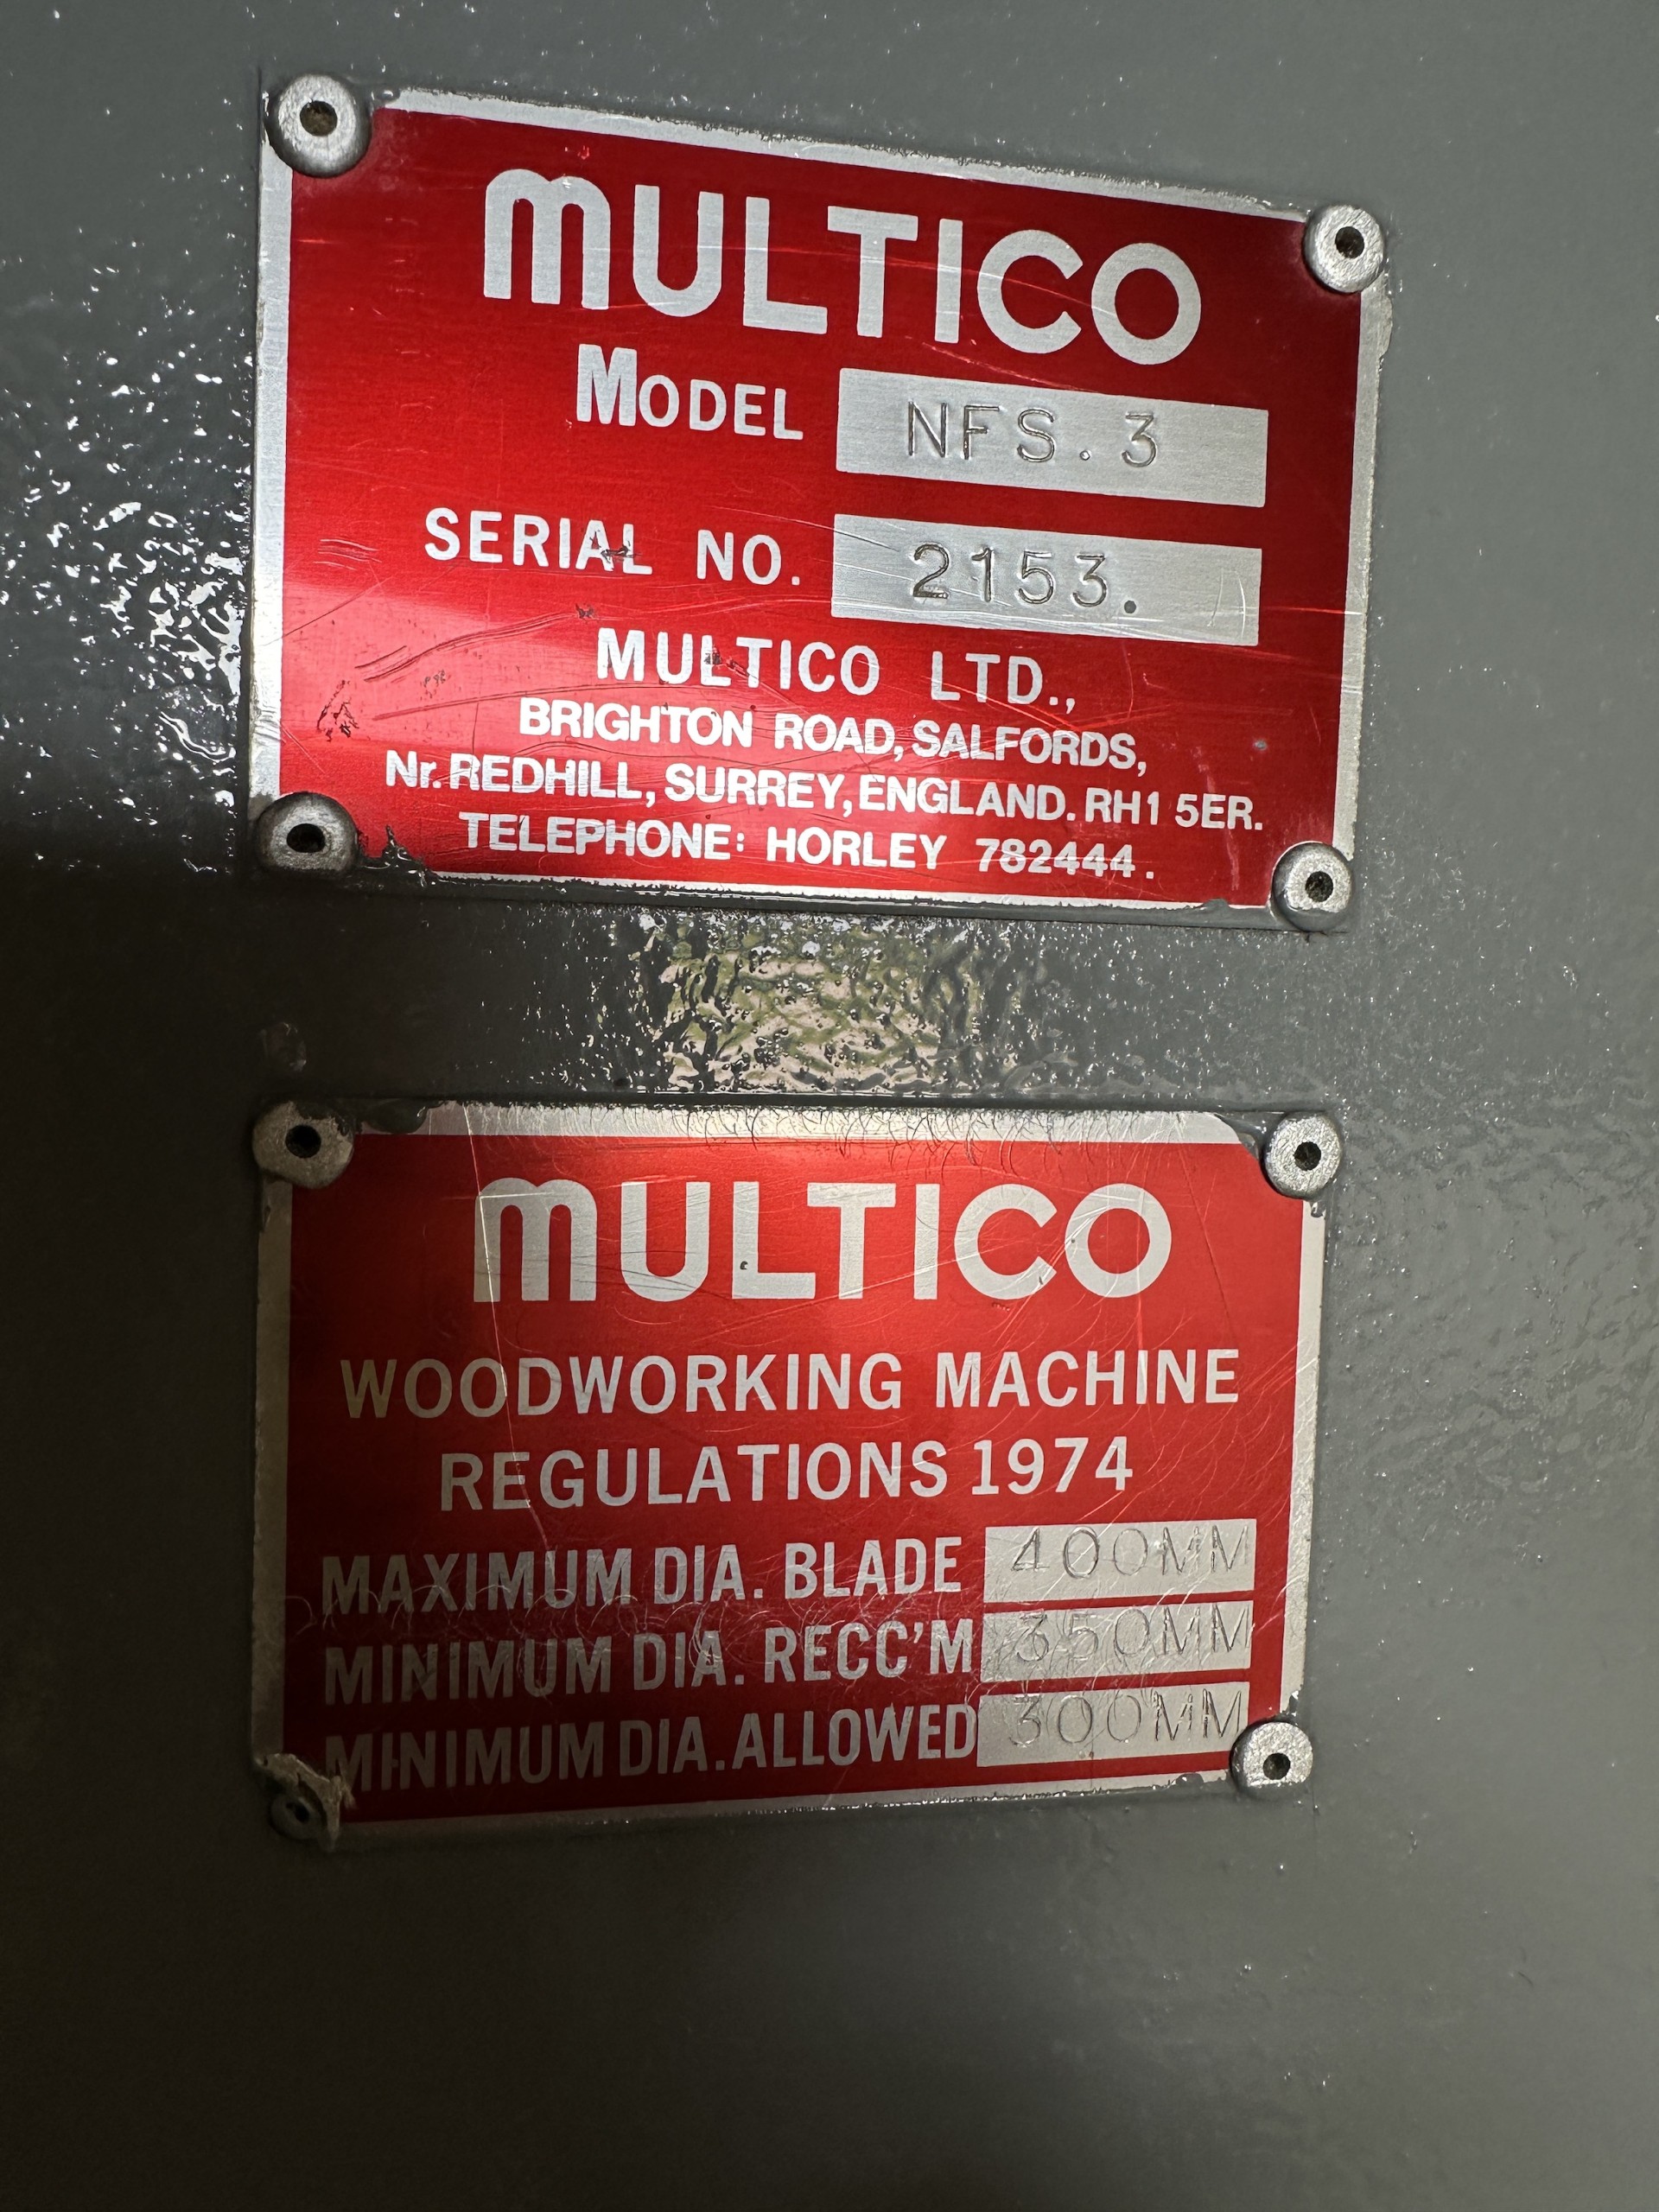 MULTICO
MODEL NFS.3
SERIAL NO. 2153.
MULTICO LTD.,
BRIGHTON ROAD, SALFORDS,
Nr. REDHILL, SURREY, ENGLAND. RH1 5ER.
TELEPHONE: HORLEY 782444.
MULTICO
WOODWORKING MACHINE
REGULATIONS 1974
MAXIMUM DIA. BLADE 400MM
MINIMUM DIA. RECC'M 350MM
MINIMUM DIA. ALLOWED 300MM